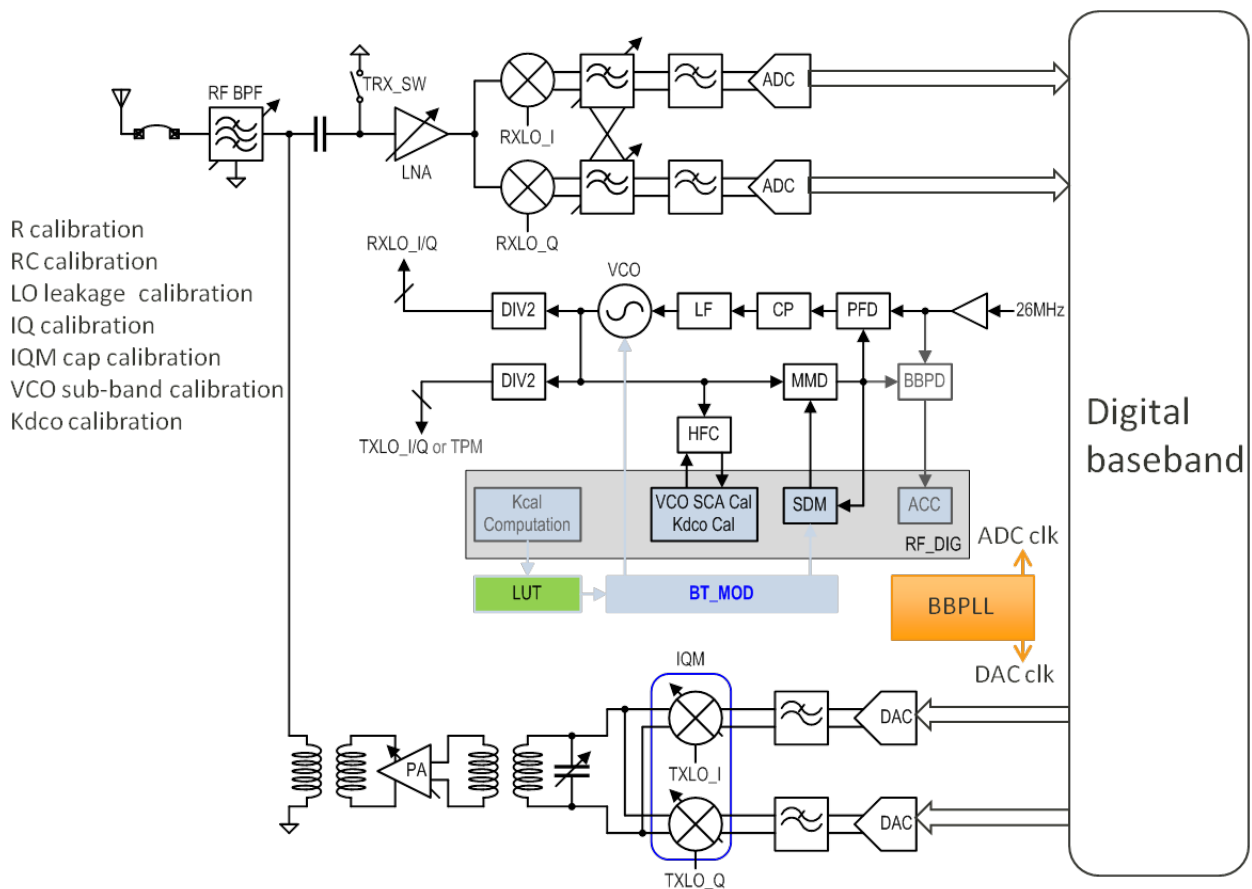 RF BPF
TRX_SW
LNA
RXLO_I
ADC
RXLO_Q
ADC
R calibration
RC calibration
LO leakage calibration
IQ calibration
IQM cap calibration
VCO sub-band calibration
Kdco calibration
RXLO_I/Q
DIV2
VCO
LF
CP
PFD
26MHz
DIV2
MMD
BBPD
TXLO_I/Q or TPM
HFC
Kcal
Computation
VCO SCA Cal
Kdco Cal
SDM
ACC
RF_DIG
LUT
BT_MOD
ADC clk
BBPLL
DAC clk
Digital
baseband
IQM
PA
TXLO_I
DAC
TXLO_Q
DAC